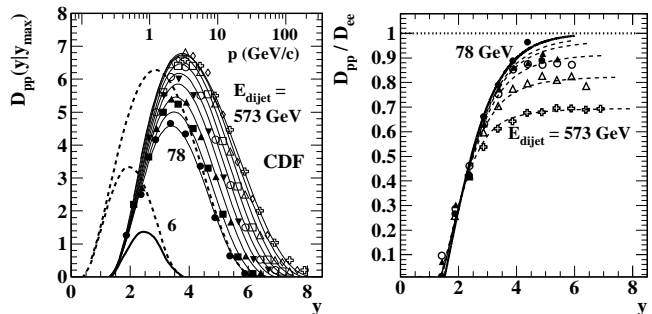 1 10 100
p (GeV/c)
D_pp(y|y_max)
8
7
6
5
4
3
2
1
0
E_dijet =
573 GeV
CDF
78
6
0 2 4 6 8
y
D_pp / D_ee
1
0.9
0.8
0.7
0.6
0.5
0.4
0.3
0.2
0.1
78 GeV
E_dijet = 573 GeV
0 2 4 6 8
y